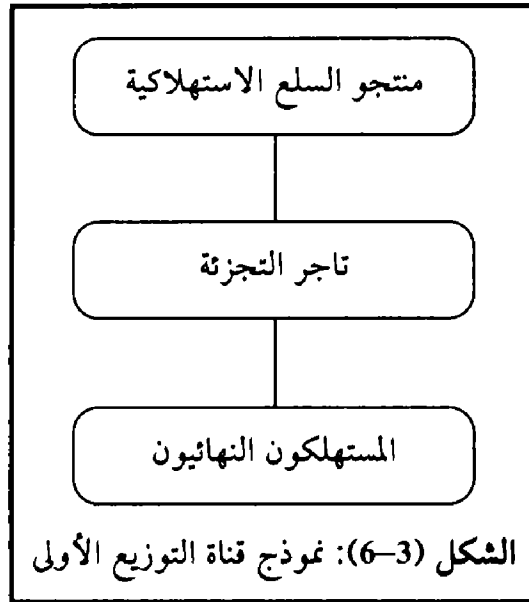 منتجو السلع الاستهلاكية
تاجر التجزئة
المستهلكون النهائيون
الشكل (3–6): نموذج قناة التوزيع الأولى